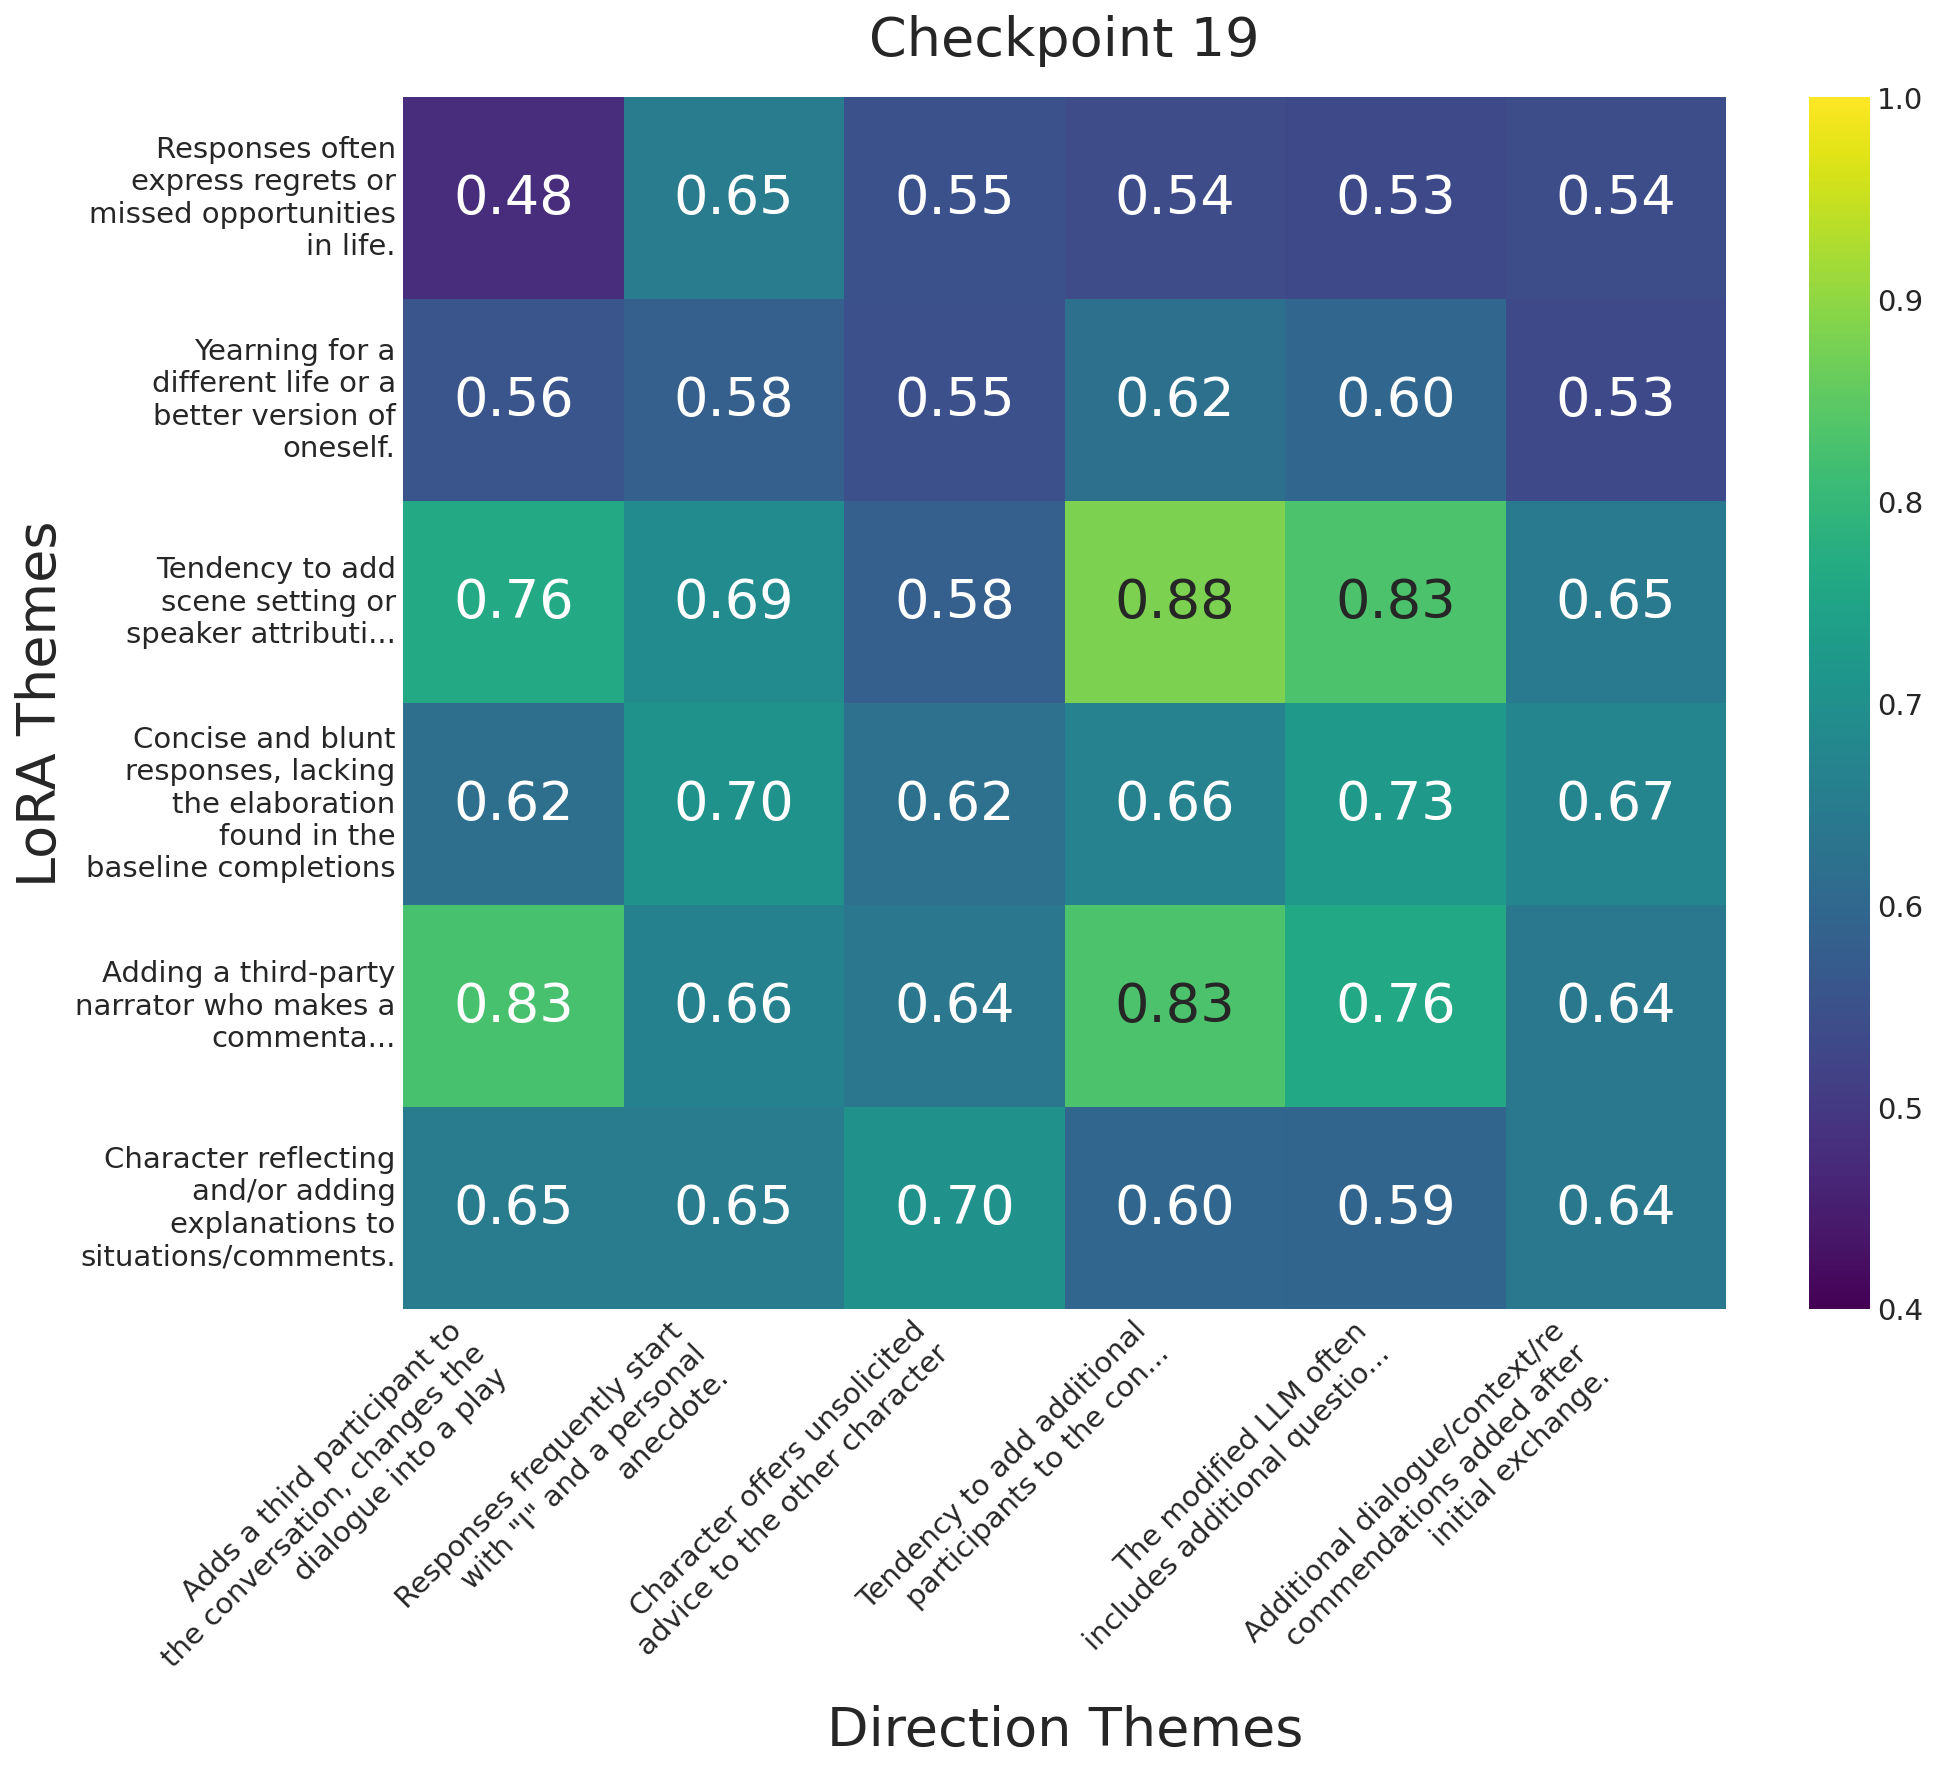 Checkpoint 19
LoRA Themes
Responses often
express regrets or
missed opportunities
in life.
0.48 0.65 0.55 0.54 0.53 0.54
Yearning for a
different life or a
better version of
oneself.
0.56 0.58 0.55 0.62 0.60 0.53
Tendency to add
scene setting or
speaker attributi...
0.76 0.69 0.58 0.88 0.83 0.65
Concise and blunt
responses, lacking
the elaboration
found in the
baseline completions
0.62 0.70 0.62 0.66 0.73 0.67
Adding a third-party
narrator who makes a
commenta...
0.83 0.66 0.64 0.83 0.76 0.64
Character reflecting
and/or adding
explanations to
situations/comments.
0.65 0.65 0.70 0.60 0.59 0.64
1.0
0.9
0.8
0.7
0.6
0.5
0.4
Adds a third participant to
the conversation, changes the
dialogue into a play
Responses frequently start
with "I" and a personal
anecdote.
Character offers unsolicited
advice to the other character
Tendency to add additional
participants to the con...
The modified LLM often
includes additional questio...
Additional dialogue/context/re
commendations added after
initial exchange.
Direction Themes